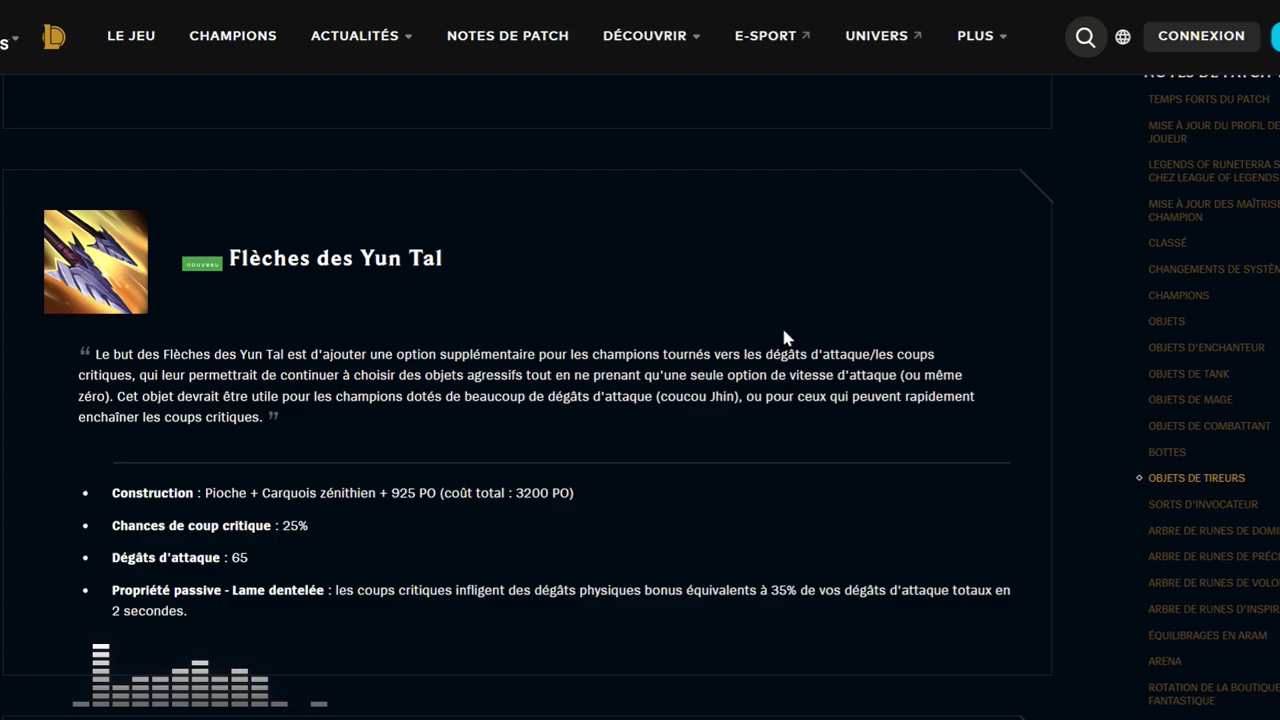 S
LE JEU CHAMPIONS ACTUALITÉS NOTES DE PATCH DÉCOUVRIR E-SPORT UNIVERS PLUS CONNEXION
TEMPS FORTS DU PATCH
MISE À JOUR DU PROFIL DE
JOUEUR
LEGENDS OF RUNETERRA S
CHEZ LEAGUE OF LEGENDS
MISE À JOUR DES MAÎTRISE
CHAMPION
CLASSÉ
CHANGEMENTS DE SYSTÈ
CHAMPIONS
OBJETS
OBJETS D'ENCHANTEUR
OBJETS DE TANK
OBJETS DE MAGE
OBJETS DE COMBATTANT
BOTTES
OBJETS DE TIREURS
SORTS D'INVOCATEUR
ARBRE DE RUNES DE DOMI
ARBRE DE RUNES DE PRÉC
ARBRE DE RUNES DE VOLO
ARBRE DE RUNES D'INSPIRA
ÉQUILIBRAGES EN ARAM
ARENA
ROTATION DE LA BOUTIQUE
FANTASTIQUE
nouveau Flèches des Yun Tal
“ Le but des Flèches des Yun Tal est d'ajouter une option supplémentaire pour les champions tournés vers les dégâts d'attaque/les coups
critiques, qui leur permettrait de continuer à choisir des objets agressifs tout en ne prenant qu'une seule option de vitesse d'attaque (ou même
zéro). Cet objet devrait être utile pour les champions dotés de beaucoup de dégâts d'attaque (coucou Jhin), ou pour ceux qui peuvent rapidement
enchaîner les coups critiques. ”
• Construction : Pioche + Carquois zénithien + 925 PO (coût total : 3200 PO)
• Chances de coup critique : 25%
• Dégâts d'attaque : 65
• Propriété passive - Lame dentelée : les coups critiques infligent des dégâts physiques bonus équivalents à 35% de vos dégâts d'attaque totaux en
2 secondes.